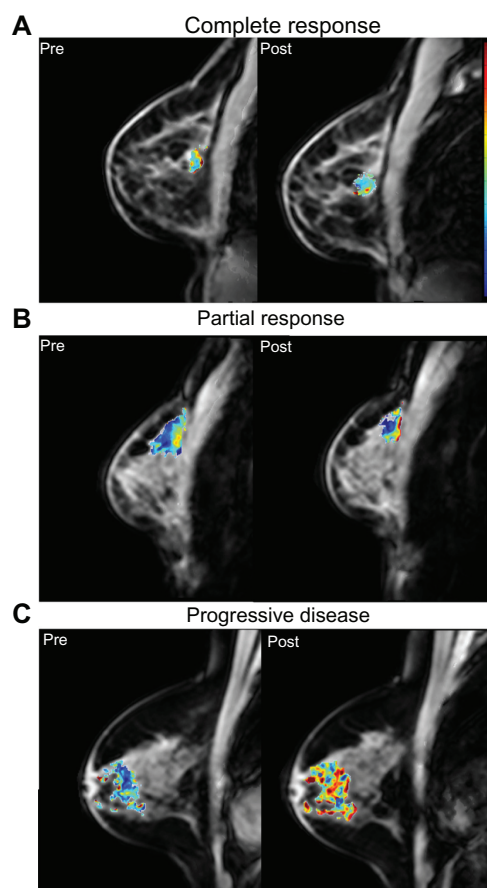 A
Complete response
Pre
Post
B
Partial response
Pre
Post
C
Progressive disease
Pre
Post